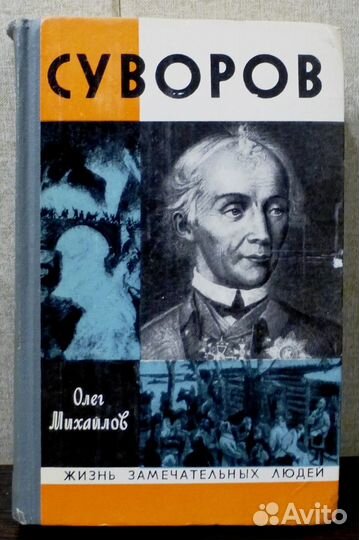 СУВОРОВ
Олег
Михайлов
ЖИЗНЬ ЗАМЕЧАТЕЛЬНЫХ ЛЮДЕЙ
Avito